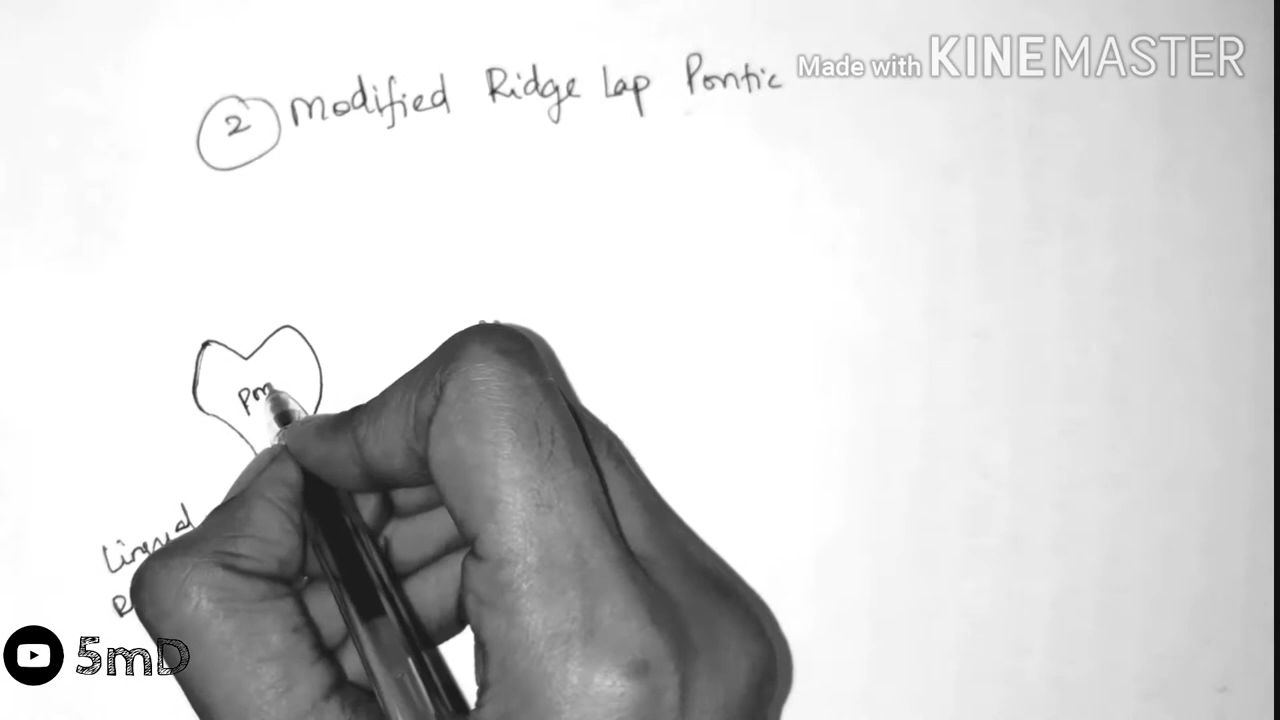 Made with KINEMASTER
2 Modified Ridge Lap Pontic
Pm
Lingual
5mD